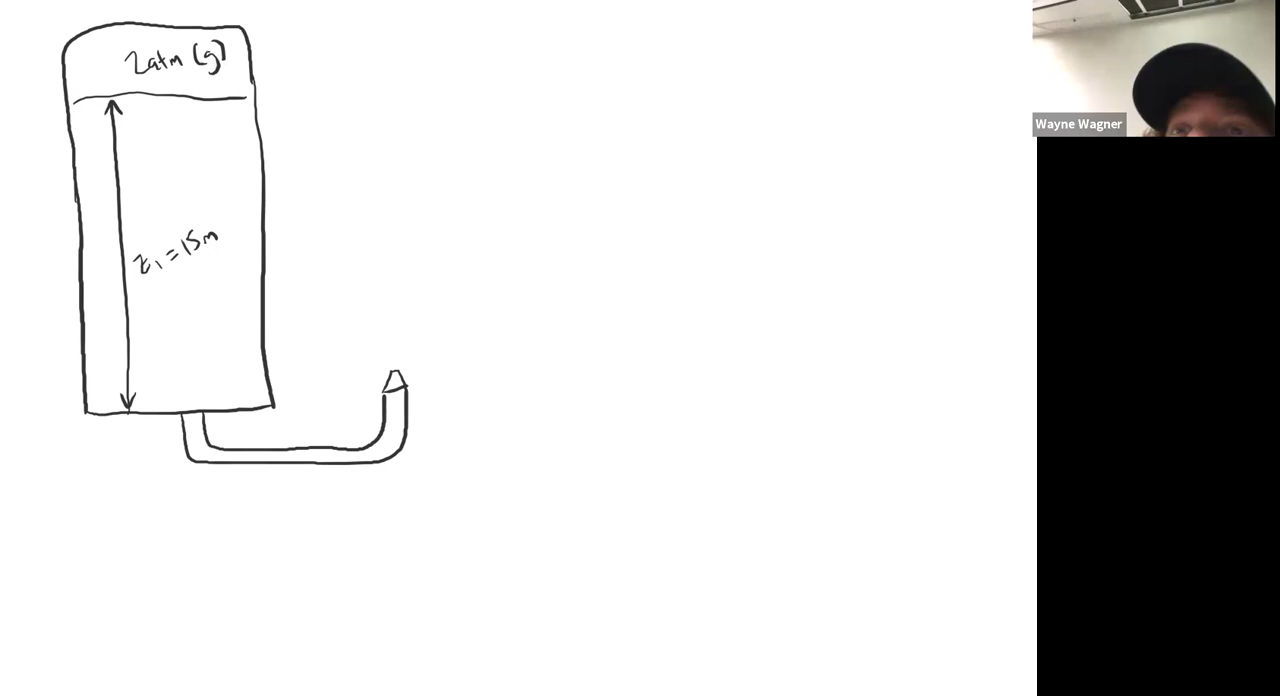 2atm (g)
z₁ = 15m
Wayne Wagner